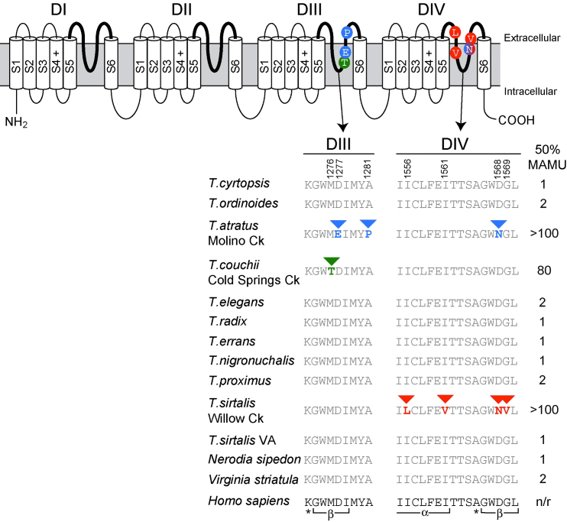 DI DII DIII DIV
P L V Extracellular
E V N
T
S1 S2 S3 S4+ S5 S6 S1 S2 S3 S4+ S5 S6 S1 S2 S3 S4+ S5 S6 S1 S2 S3 S4+ S5 S6
Intracellular
NH2 COOH
DIII DIV 50%
MAMU
1276 1277 1281 1556 1561 1568 1569
T.cyrtopsis KGWMDIMYA IICLFEITTSAGWDGL 1
T.ordinoides KGWMDIMYA IICLFEITTSAGWDGL 2
T.atratus KGWMEIMYP IICLFEITTSAGWNGL >100
Molino Ck
T.couchii KGWTDIMYA IICLFEITTSAGWDGL 80
Cold Springs Ck
T.elegans KGWMDIMYA IICLFEITTSAGWDGL 2
T.radix KGWMDIMYA IICLFEITTSAGWDGL 1
T.errans KGWMDIMYA IICLFEITTSAGWDGL 1
T.nigronuchalis KGWMDIMYA IICLFEITTSAGWDGL 1
T.proximus KGWMDIMYA IICLFEITTSAGWDGL 2
T.sirtalis KGWMDIMYA ILCLFEVTTSAGWNVL >100
Willow Ck
T.sirtalis VA KGWMDIMYA IICLFEITTSAGWDGL 1
Nerodia sipedon KGWMDIMYA IICLFEITTSAGWDGL 1
Virginia striatula KGWMDIMYA IICLFEITTSAGWDGL 2
Homo sapiens KGWMDIMYA IICLFEITTSAGWDGL n/r
* β α * β